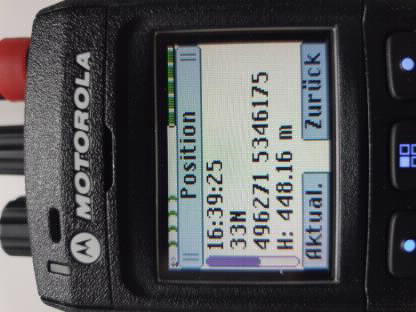 MOTOROLA
Position
16:39:25
33N
496271 5346175
H: 448.16 m
Aktual. Zurück